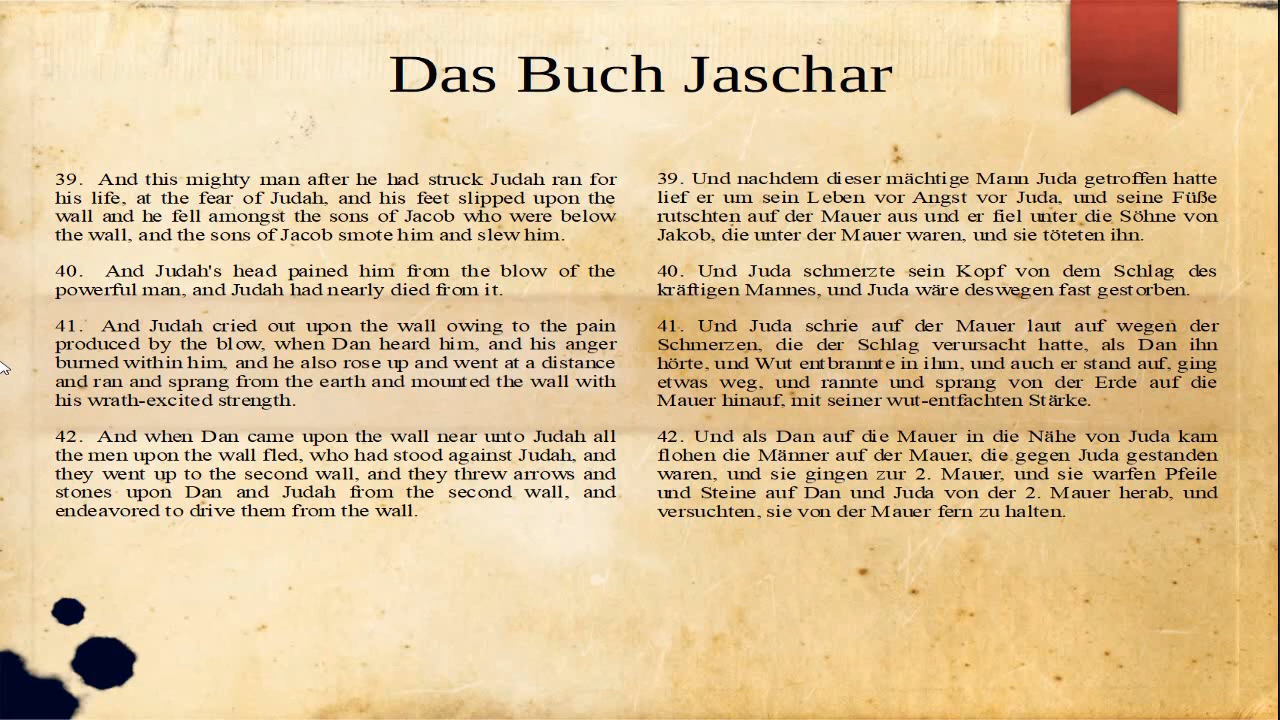 Das Buch Jaschar
39. And this mighty man after he had struck Judah ran for
his life, at the fear of Judah, and his feet slipped upon the
wall and he fell amongst the sons of Jacob who were below
the wall, and the sons of Jacob smote him and slew him.
40. And Judah's head pained him from the blow of the
powerful man, and Judah had nearly died from it.
41. And Judah cried out upon the wall owing to the pain
produced by the blow, when Dan heard him, and his anger
burned within him, and he also rose up and went at a distance
and ran and sprang from the earth and mounted the wall with
his wrath-excited strength.
42. And when Dan came upon the wall near unto Judah all
the men upon the wall fled, who had stood against Judah, and
they went up to the second wall, and they threw arrows and
stones upon Dan and Judah from the second wall, and
endeavored to drive them from the wall.
39. Und nachdem dieser mächtige Mann Juda getroffen hatte
lief er um sein Leben vor Angst vor Juda, und seine Füße
rutschten auf der Mauer aus und er fiel unter die Söhne von
Jakob, die unter der Mauer waren, und sie töteten ihn.
40. Und Juda schmerzte sein Kopf von dem Schlag des
kräftigen Mannes, und Juda wäre deswegen fast gestorben.
41. Und Juda schrie auf der Mauer laut auf wegen der
Schmerzen, die der Schlag verursacht hatte, als Dan ihn
hörte, und Wut entbrannte in ihm, und auch er stand auf, ging
etwas weg, und rannte und sprang von der Erde auf die
Mauer hinauf, mit seiner wut-entfachten Stärke.
42. Und als Dan auf die Mauer in die Nähe von Juda kam
flohen die Männer auf der Mauer, die gegen Juda gestanden
waren, und sie gingen zur 2. Mauer, und sie warfen Pfeile
und Steine auf Dan und Juda von der 2. Mauer herab, und
versuchten, sie von der Mauer fern zu halten.